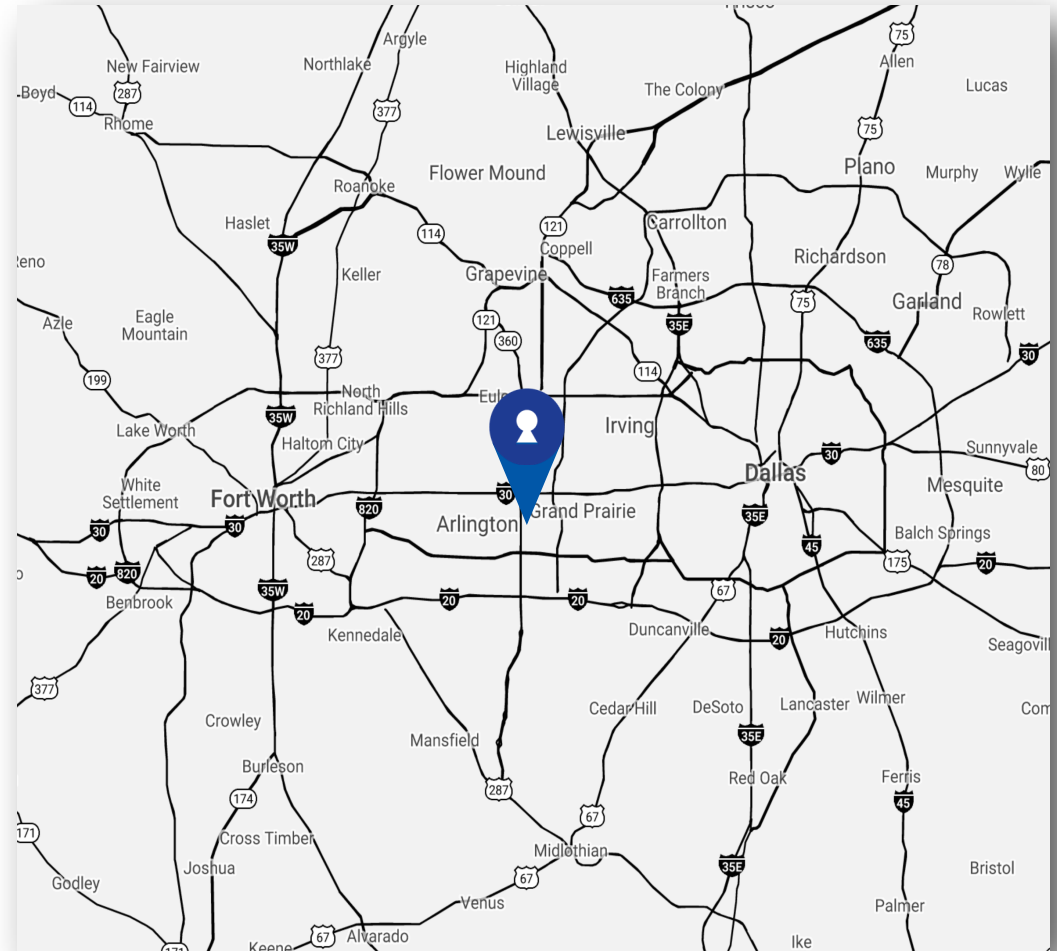 Argyle
75
New Fairview
Northlake
Highland
Village
Allen
Boyd
114
287
377
The Colony
Lucas
Rhome
Lewisville
75
Flower Mound
Plano
Murphy
Wylie
Roanoke
Haslet
35W
114
121
Carrollton
Coppell
Richardson
78
Keller
Grapevine
635
Farmers
Branch
75
Garland
Rowlett
Azle
Eagle
Mountain
121
360
35E
635
30
377
114
199
North
Richland Hills
35W
Lake Worth
Haltom City
Irving
30
Sunnyvale
80
White
Settlement
Fort Worth
820
30
Dallas
Mesquite
Arlington
Grand Prairie
35E
30
30
45
Balch Springs
287
175
20
20
820
35W
Benbrook
20
20
20
67
Kennedale
Duncanville
20
Hutchins
377
Crowley
Cedar Hill
DeSoto
Lancaster
Wilmer
Mansfield
35E
Burleson
Red Oak
Ferris
174
287
67
45
171
Cross Timber
Midlothian
35E
Joshua
Godley
67
Bristol
Venus
Palmer
67
Alvarado
Ike
Keene
171